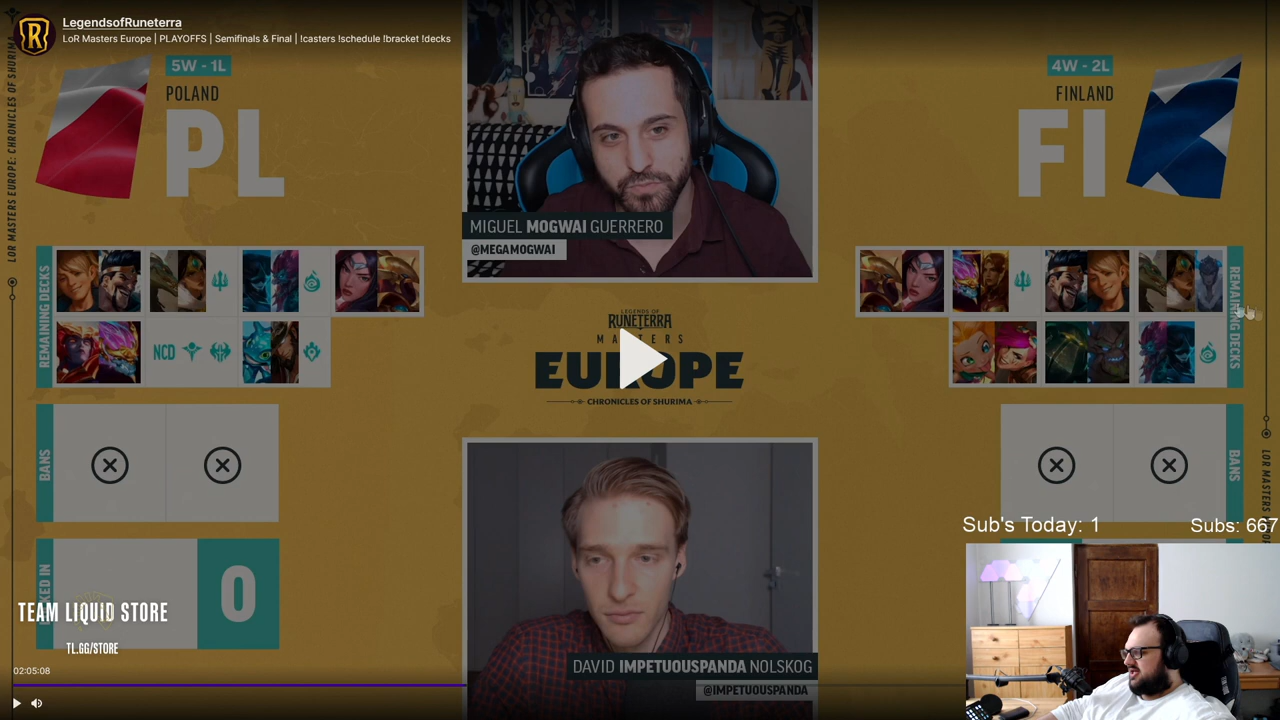 LegendsofRuneterra
LoR Masters Europe | PLAYOFFS | Semifinals & Final | !casters !schedule !bracket !decks
LOR MASTERS EUROPE: CHRONICLES OF SHURIMA
5W - 1L
POLAND
PL
4W - 2L
FINLAND
FI
MIGUEL MOGWAI GUERRERO
@MEGAMOGWAI
REMAINING DECKS
NCD
REMAINING DECKS
LEGENDS OF
RUNETERRA
MASTERS
EUROPE
CHRONICLES OF SHURIMA
BANS
BANS
0
DAVID IMPETUOUSPANDA NOLSKOG
@IMPETUOUSPANDA
Sub's Today: 1
Subs: 667
TEAM LIQUID STORE
TL.GG/STORE
02:05:08